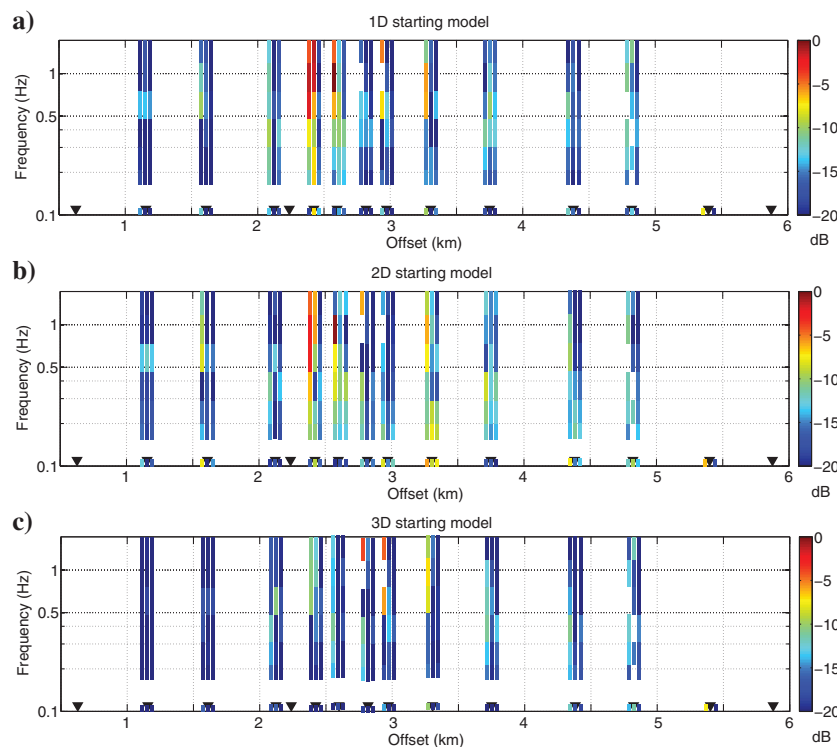 a)
1D starting model
Frequency (Hz)
1
0.5
0.1
1 2 3 4 5 6
Offset (km)
0
−5
−10
−15
−20
dB
b)
2D starting model
Frequency (Hz)
1
0.5
0.1
1 2 3 4 5 6
Offset (km)
0
−5
−10
−15
−20
dB
c)
3D starting model
Frequency (Hz)
1
0.5
0.1
1 2 3 4 5 6
Offset (km)
0
−5
−10
−15
−20
dB